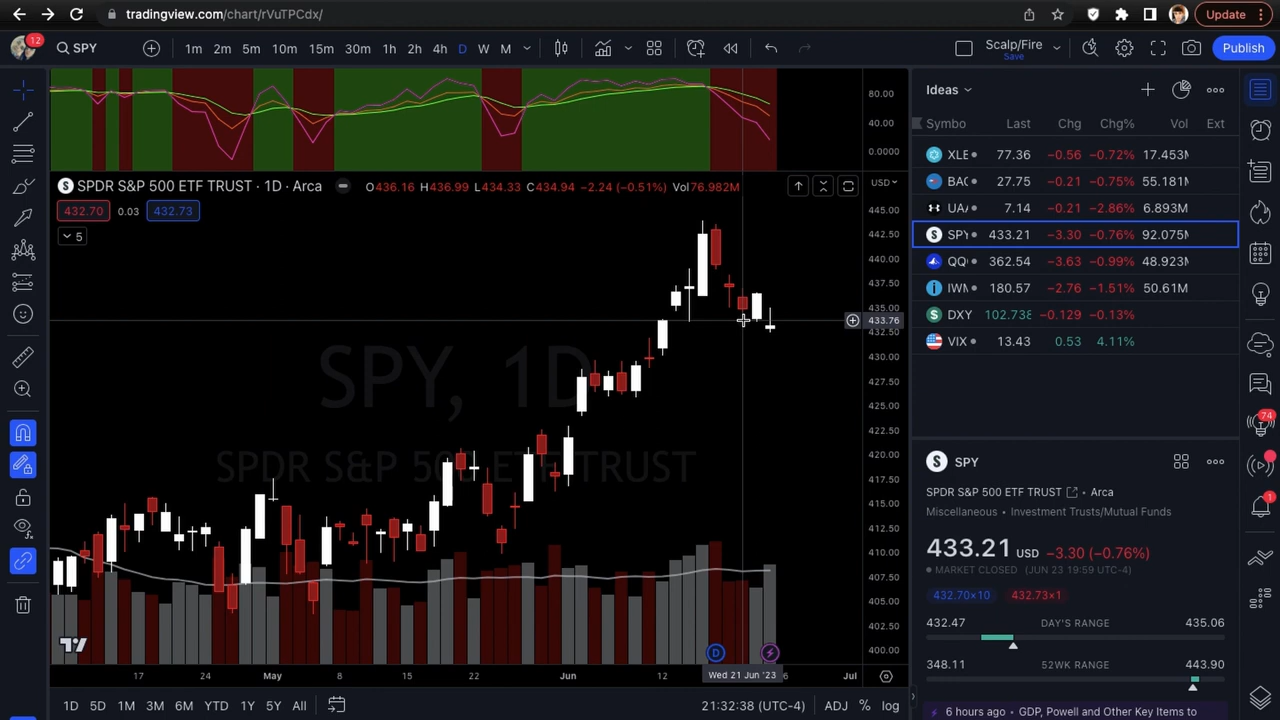 tradingview.com/chart/rVuTPCdx/
Update
12
SPY
1m 2m 5m 10m 15m 30m 1h 2h 4h D W M
Scalp/Fire
Save
Publish
80.00
40.00
0.0000
SPDR S&P 500 ETF TRUST · 1D · Arca
O436.16 H436.99 L434.33 C434.94 −2.24 (−0.51%) Vol76.982M
USD
432.70 0.03 432.73
5
445.00
442.50
440.00
437.50
435.00
433.76
432.50
430.00
427.50
425.00
422.50
420.00
417.50
415.00
412.50
410.00
407.50
405.00
402.50
400.00
SPY, 1D
SPDR S&P 500 ETF TRUST
D
17 24 May 8 15 22 Jun 12 Wed 21 Jun '23 6 Jul
1D 5D 1M 3M 6M YTD 1Y 5Y All
21:32:38 (UTC-4) ADJ % log
Ideas
Symbo Last Chg Chg% Vol Ext
XLE 77.36 −0.56 −0.72% 17.453M
BAC 27.75 −0.21 −0.75% 55.181M
UA 7.14 −0.21 −2.86% 6.893M
SPY 433.21 −3.30 −0.76% 92.075M
QQ 362.54 −3.63 −0.99% 48.923M
IWM 180.57 −2.76 −1.51% 50.61M
DXY 102.738 −0.129 −0.13%
VIX 13.43 0.53 4.11%
74
1
SPY
SPDR S&P 500 ETF TRUST Arca
Miscellaneous • Investment Trusts/Mutual Funds
433.21 USD −3.30 (−0.76%)
MARKET CLOSED (JUN 23 19:59 UTC-4)
432.70×10 432.73×1
432.47 DAY'S RANGE 435.06
348.11 52WK RANGE 443.90
6 hours ago • GDP, Powell and Other Key Items to